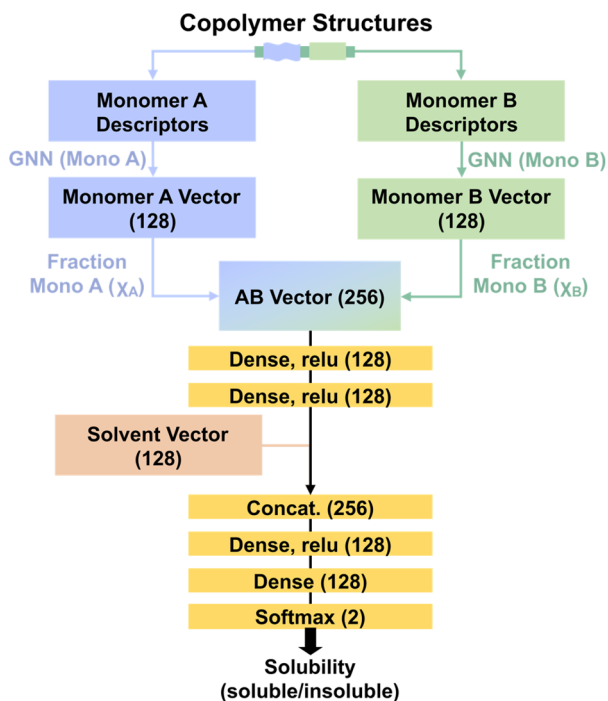 Copolymer Structures
Monomer A
Descriptors
Monomer B
Descriptors
GNN (Mono A)
GNN (Mono B)
Monomer A Vector
(128)
Monomer B Vector
(128)
Fraction
Mono A (χA)
Fraction
Mono B (χB)
AB Vector (256)
Dense, relu (128)
Dense, relu (128)
Solvent Vector
(128)
Concat. (256)
Dense, relu (128)
Dense (128)
Softmax (2)
Solubility
(soluble/insoluble)